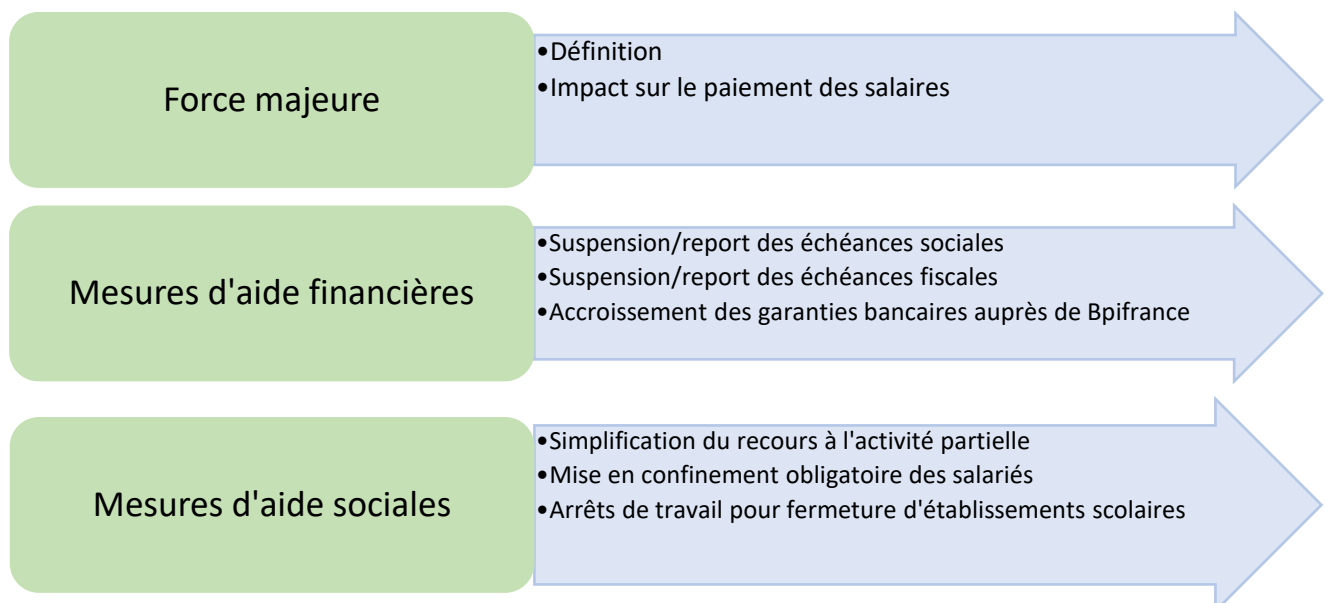 Force majeure
•Définition
•Impact sur le paiement des salaires
Mesures d'aide financières
•Suspension/report des échéances sociales
•Suspension/report des échéances fiscales
•Accroissement des garanties bancaires auprès de Bpifrance
Mesures d'aide sociales
•Simplification du recours à l'activité partielle
•Mise en confinement obligatoire des salariés
•Arrêts de travail pour fermeture d'établissements scolaires